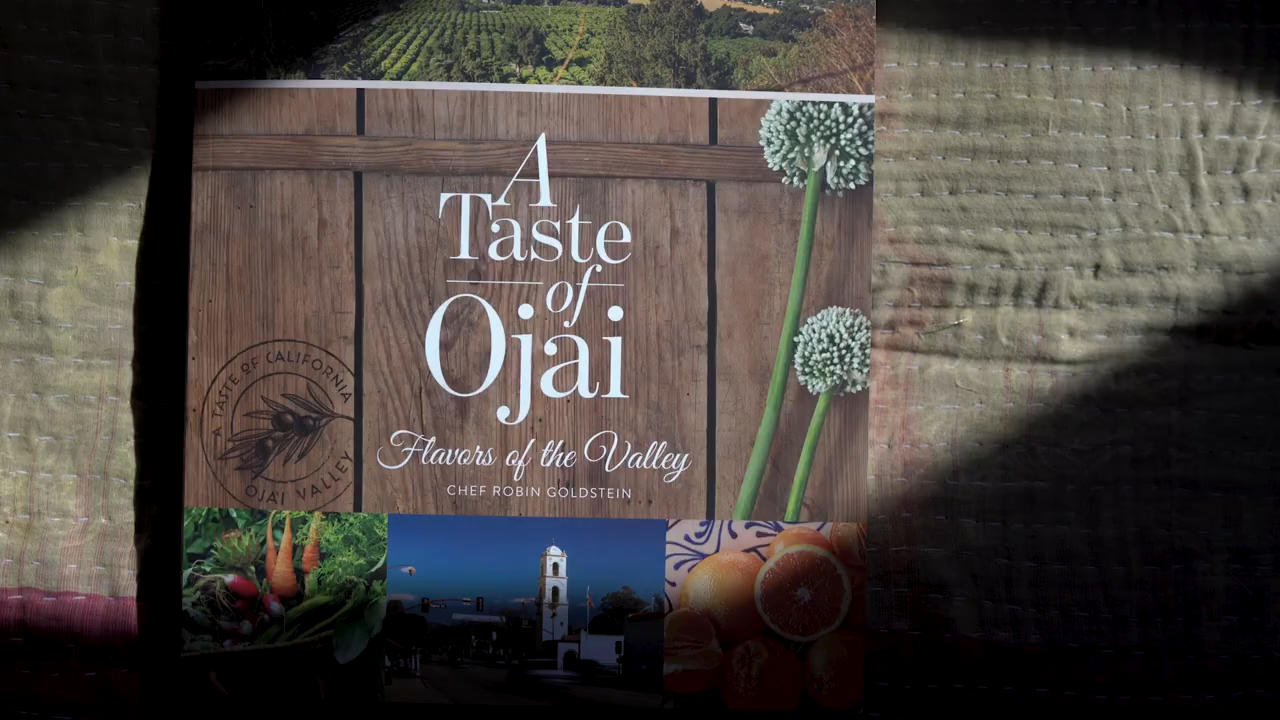 A
Taste
of
Ojai
Flavors of the Valley
CHEF ROBIN GOLDSTEIN
A TASTE OF CALIFORNIA
OJAI VALLEY